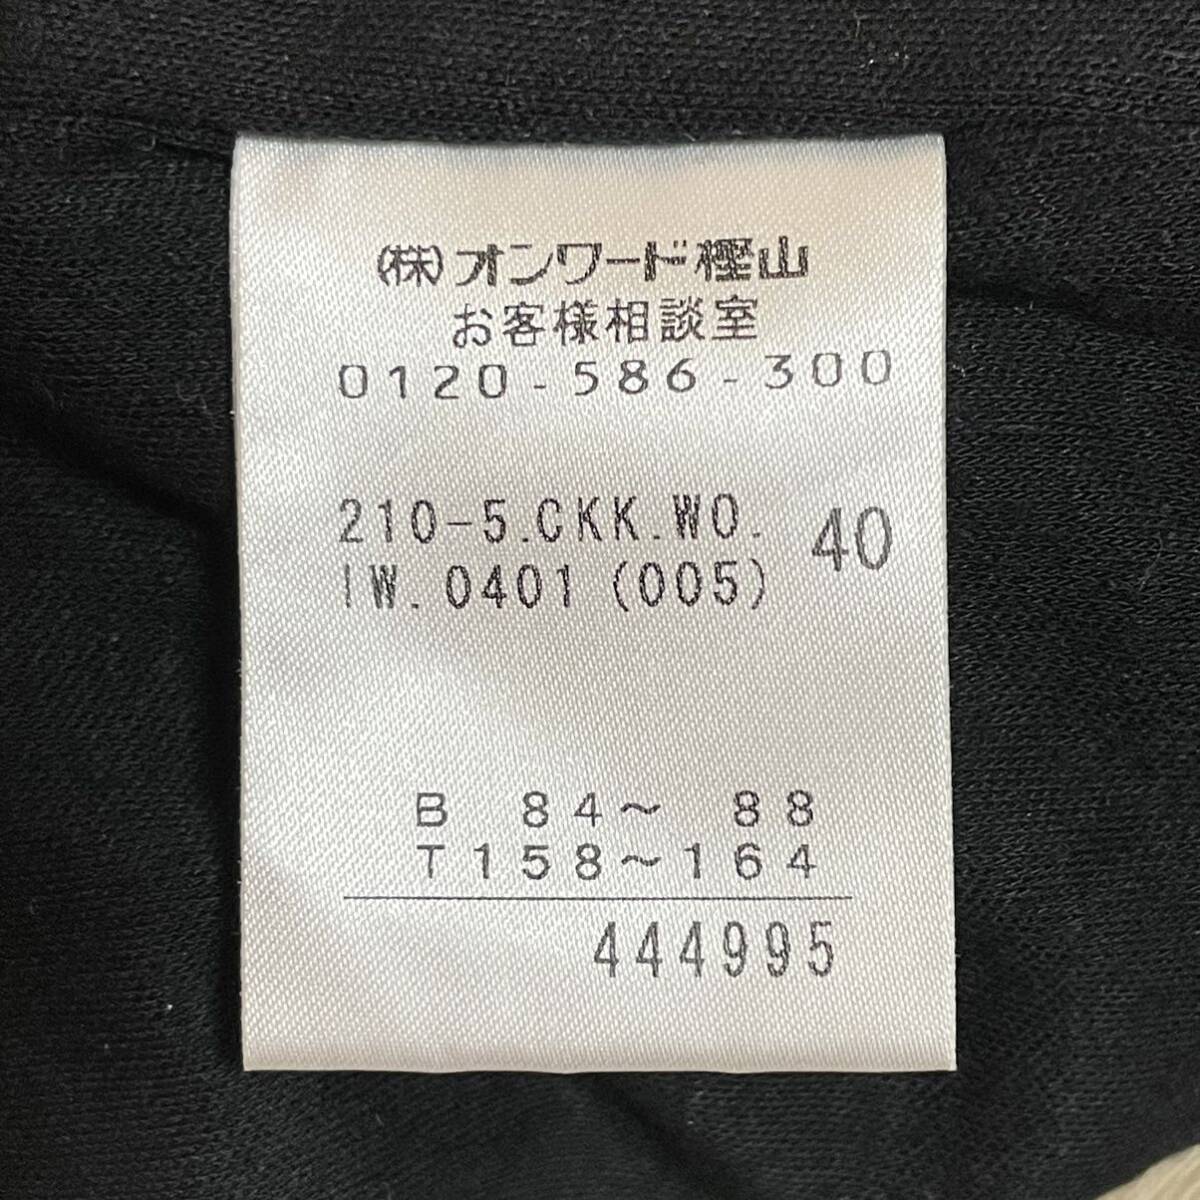 (株)オンワード樫山
お客様相談室
0120-586-300
210-5.CKK.WO.
IW.0401(005)
40
B 84～ 88
T158～164
444995